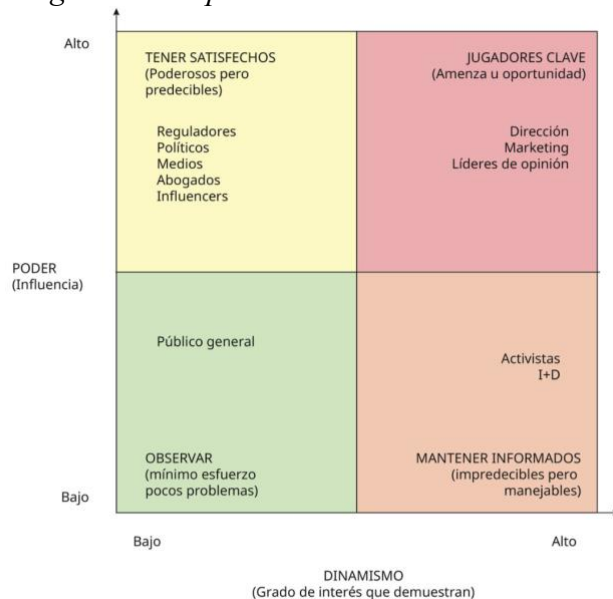 Alto
TENER SATISFECHOS
(Poderosos pero
predecibles)
Reguladores
Políticos
Medios
Abogados
Influencers
JUGADORES CLAVE
(Amenza u oportunidad)
Dirección
Marketing
Líderes de opinión
PODER
(Influencia)
Público general
OBSERVAR
(mínimo esfuerzo
pocos problemas)
Activistas
I+D
MANTENER INFORMADOS
(impredecibles pero
manejables)
Bajo
Bajo
Alto
DINAMISMO
(Grado de interés que demuestran)